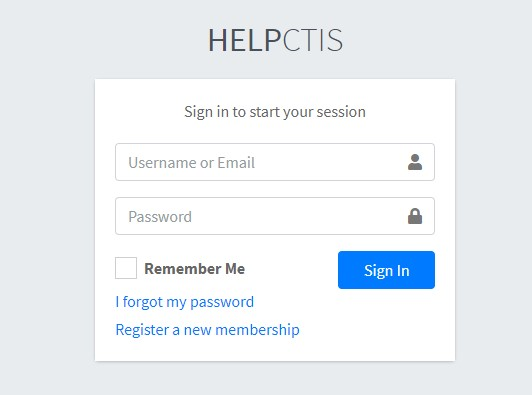 HELPCTIS
Sign in to start your session
Username or Email
Password
Remember Me
Sign In
I forgot my password
Register a new membership